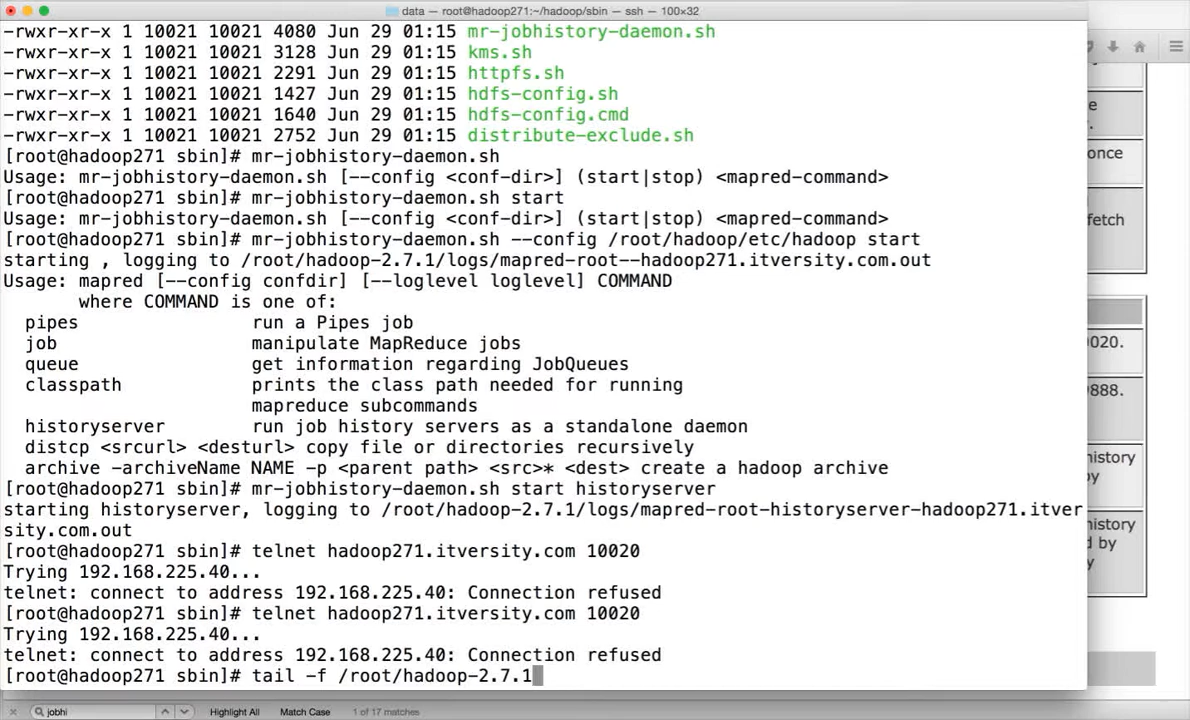 data — root@hadoop271:~/hadoop/sbin — ssh — 100×32
-rwxr-xr-x 1 10021 10021 4080 Jun 29 01:15 mr-jobhistory-daemon.sh
-rwxr-xr-x 1 10021 10021 3128 Jun 29 01:15 kms.sh
-rwxr-xr-x 1 10021 10021 2291 Jun 29 01:15 httpfs.sh
-rwxr-xr-x 1 10021 10021 1427 Jun 29 01:15 hdfs-config.sh
-rwxr-xr-x 1 10021 10021 1640 Jun 29 01:15 hdfs-config.cmd
-rwxr-xr-x 1 10021 10021 2752 Jun 29 01:15 distribute-exclude.sh
[root@hadoop271 sbin]# mr-jobhistory-daemon.sh
Usage: mr-jobhistory-daemon.sh [--config <conf-dir>] (start|stop) <mapred-command>
[root@hadoop271 sbin]# mr-jobhistory-daemon.sh start
Usage: mr-jobhistory-daemon.sh [--config <conf-dir>] (start|stop) <mapred-command>
[root@hadoop271 sbin]# mr-jobhistory-daemon.sh --config /root/hadoop/etc/hadoop start
starting , logging to /root/hadoop-2.7.1/logs/mapred-root--hadoop271.itversity.com.out
Usage: mapred [--config confdir] [--loglevel loglevel] COMMAND
where COMMAND is one of:
pipes run a Pipes job
job manipulate MapReduce jobs
queue get information regarding JobQueues
classpath prints the class path needed for running
mapreduce subcommands
historyserver run job history servers as a standalone daemon
distcp <srcurl> <desturl> copy file or directories recursively
archive -archiveName NAME -p <parent path> <src>* <dest> create a hadoop archive
[root@hadoop271 sbin]# mr-jobhistory-daemon.sh start historyserver
starting historyserver, logging to /root/hadoop-2.7.1/logs/mapred-root-historyserver-hadoop271.itver
sity.com.out
[root@hadoop271 sbin]# telnet hadoop271.itversity.com 10020
Trying 192.168.225.40...
telnet: connect to address 192.168.225.40: Connection refused
[root@hadoop271 sbin]# telnet hadoop271.itversity.com 10020
Trying 192.168.225.40...
telnet: connect to address 192.168.225.40: Connection refused
[root@hadoop271 sbin]# tail -f /root/hadoop-2.7.1
e
.
once
fetch
020.
888.
history
by
history
d by
y
jobhi
Highlight All
Match Case
1 of 17 matches